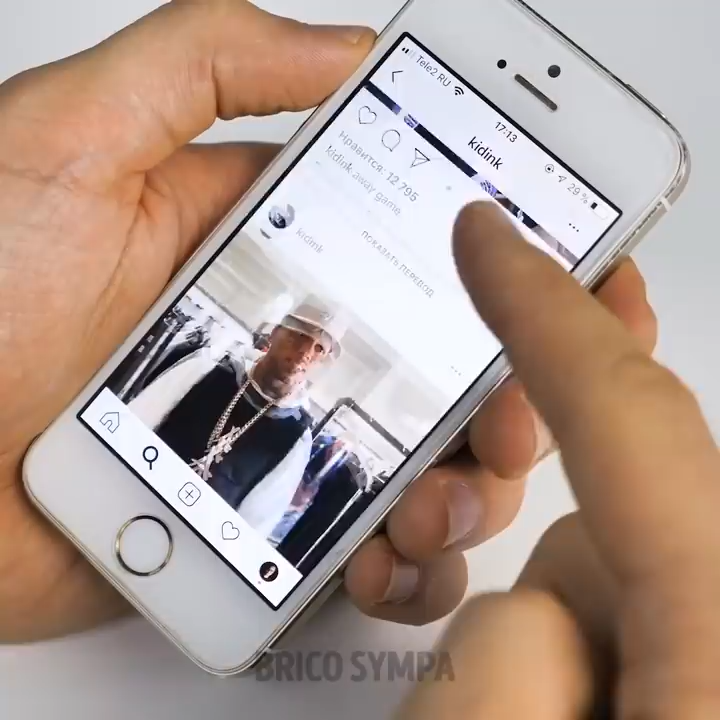 Tele2 RU
17:13
29 %
kidink
Нравится: 12 795
kidink away game
ПОКАЗАТЬ ПЕРЕВОД
kidink
BRICO SYMPA